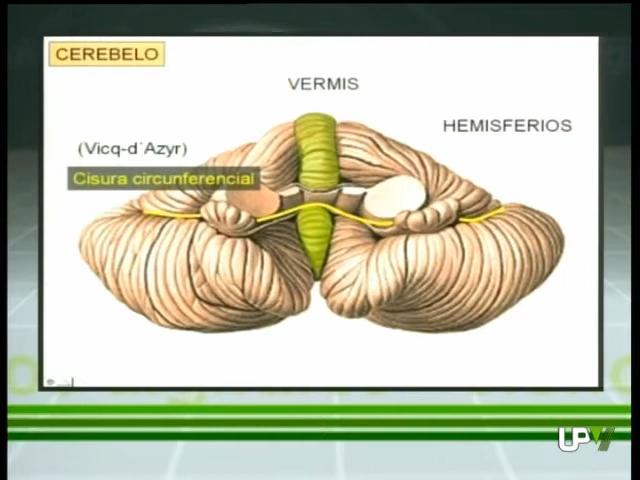 CEREBELO
VERMIS
HEMISFERIOS
(Vicq-d´Azyr)
Cisura circunferencial
UPV